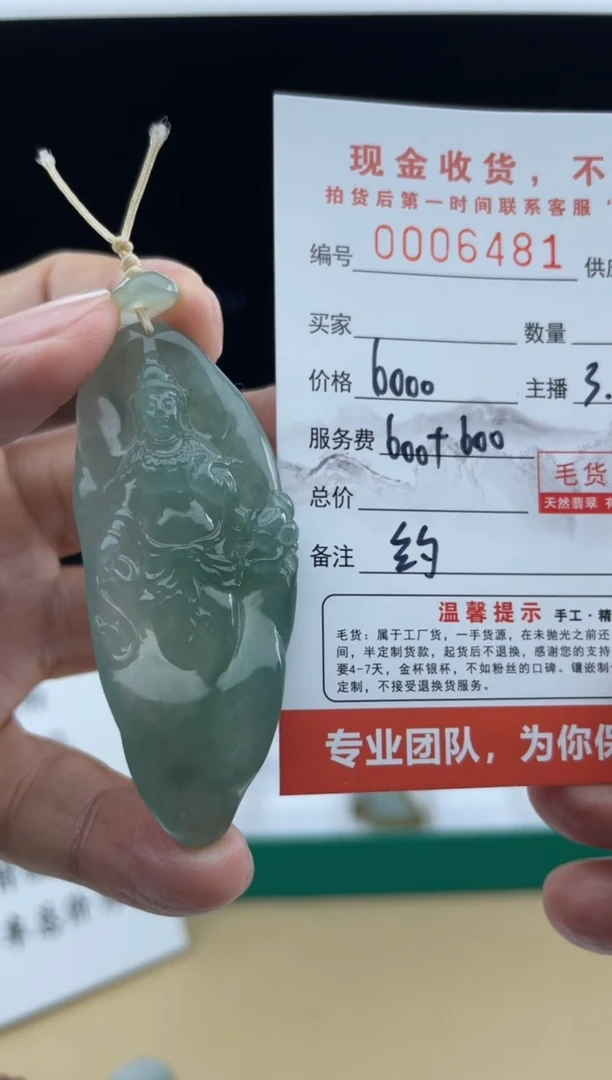 现金收货，不
拍货后第一时间联系客服“
编号 0006481 供应
买家 数量
价格 6000 主播 3.
服务费 600+600
毛货
总价
天然翡翠 有
备注 约
温馨提示 手工·精
毛货：属于工厂货，一手货源，在未抛光之前还
间，半定制货款，起货后不退换，感谢您的支持
要4-7天，金杯银杯，不如粉丝的口碑。镶嵌制
定制，不接受退换货服务。
专业团队，为你保